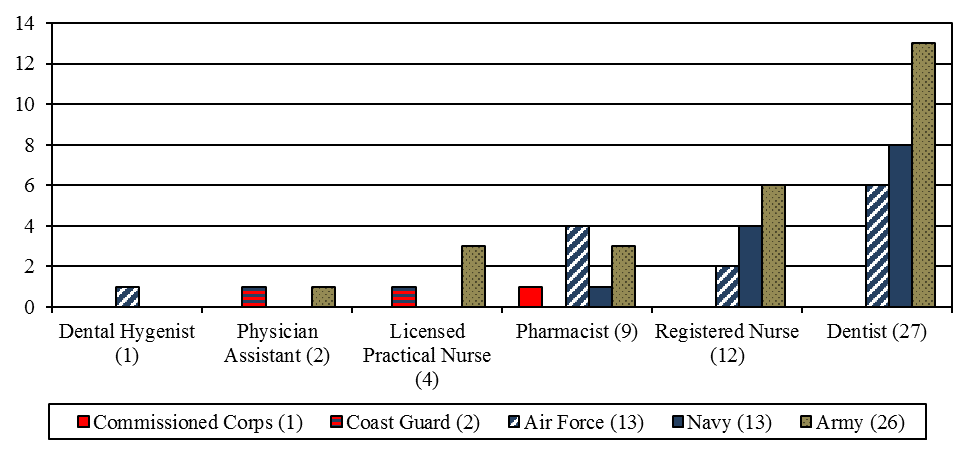 14
12
10
8
6
4
2
0
Dental Hygenist
(1)
Physician
Assistant (2)
Licensed
Practical Nurse
(4)
Pharmacist (9)
Registered Nurse
(12)
Dentist (27)
Commissioned Corps (1)
Coast Guard (2)
Air Force (13)
Navy (13)
Army (26)